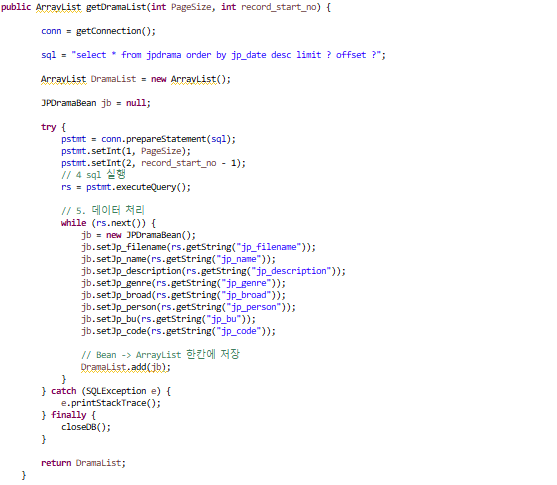 public ArrayList getDramaList(int PageSize, int record_start_no) {
conn = getConnection();
sql = "select * from jpdrama order by jp_date desc limit ? offset ?";
ArrayList DramaList = new ArrayList();
JPDramaBean jb = null;
try {
pstmt = conn.prepareStatement(sql);
pstmt.setInt(1, PageSize);
pstmt.setInt(2, record_start_no - 1);
// 4 sql 실행
rs = pstmt.executeQuery();
// 5. 데이터 처리
while (rs.next()) {
jb = new JPDramaBean();
jb.setJp_filename(rs.getString("jp_filename"));
jb.setJp_name(rs.getString("jp_name"));
jb.setJp_description(rs.getString("jp_description"));
jb.setJp_genre(rs.getString("jp_genre"));
jb.setJp_broad(rs.getString("jp_broad"));
jb.setJp_person(rs.getString("jp_person"));
jb.setJp_bu(rs.getString("jp_bu"));
jb.setJp_code(rs.getString("jp_code"));
// Bean -> ArrayList 한칸에 저장
DramaList.add(jb);
}
} catch (SQLException e) {
e.printStackTrace();
} finally {
closeDB();
}
return DramaList;
}